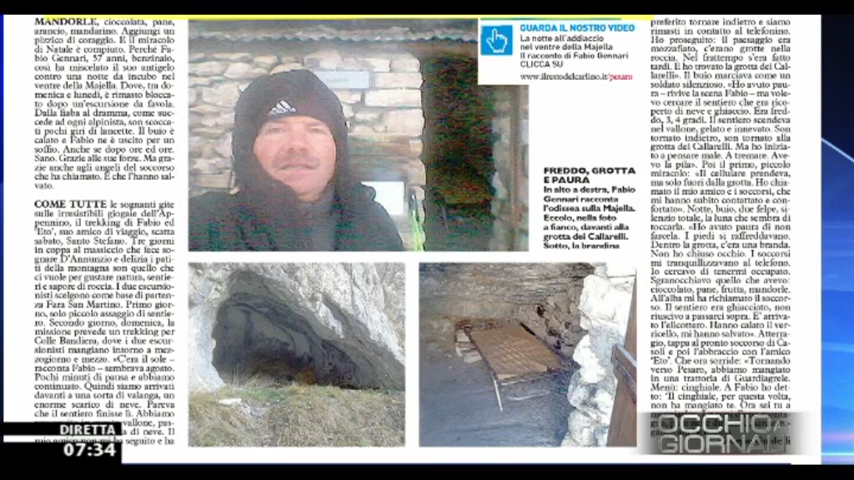 MANDORLE, cioccolata, pane,
arancio, mandarino. Aggiungi un
pizzico di coraggio. E il miracolo
di Natale è compiuto. Perché Fa-
bio Gennari, 57 anni, benzinaio,
così ha miscelato il suo antigelo
contro una notte da incubo nel
ventre della Majella. Dove, tra do-
menica e lunedì, è rimasto blocca-
to dopo un'escursione da favola.
Dalla fiaba al dramma, come suc-
cede ad ogni alpinista, son scocca-
ti pochi giri di lancette. Il buio è
calato e Fabio ne è uscito per un
soffio. Anche se dopo ore ed ore.
Sano. Grazie alle sue forze. Ma gra-
zie anche agli angeli del soccorso
che ha chiamato. E che l'hanno sal-
vato.
COME TUTTE le sognanti gite
sulle irresistibili giogaie dell'Ap-
pennino, il trekking di Fabio ed
'Eto', suo amico di viaggio, scatta
sabato, Santo Stefano. Tre giorni
in coppa al massiccio che fece so-
gnare D'Annunzio e delizia i pati-
ti della montagna son quello che
ci vuole per gustare natura, sentie-
ri e sapore di roccia. I due escursio-
nisti scelgono come base di parten-
za Fara San Martino. Primo gior-
no, solo piccolo assaggio di sentie-
ro. Secondo giorno, domenica, la
missione prevede un trekking per
Colle Bandiera, dove i due escur-
sionisti mangiano intorno a mez-
zogiorno e mezzo. «C'era il sole –
racconta Fabio – sembrava agosto.
Pochi minuti di pausa e abbiamo
continuato. Quindi siamo arrivati
davanti a una sorta di valanga, un
enorme scarico di neve. Pareva
che il sentiero finisse lì. Abbiamo
vallone, pas-
di neve. Il
seguito e ha
adidas
GUARDA IL NOSTRO VIDEO
La notte all'addiaccio
nel ventre della Majella
Il racconto di Fabio Gennari
CLICCA SU
www.ilrestodelcarlino.it/pesaro
FREDDO, GROTTA
E PAURA
In alto a destra, Fabio
Gennari racconta
l'odissea sulla Majella.
Eccolo, nella foto
a fianco, davanti alla
grotta dei Callarelli.
Sotto, la brandina
preferito tornare indietro e siamo
rimasti in contatto al telefonino.
Ho proseguito: il paesaggio era
mozzafiato, c'erano grotte nella
roccia. Nel frattempo s'era fatto
tardi. E ho trovato la grotta dei Cal-
larelli». Il buio marciava come un
soldato silenzioso. «Ho avuto pau-
ra – rivive la scena Fabio – ma vole-
vo cercare il sentiero che era rico-
perto di neve e ghiaccio. Era fred-
do, 3, 4 gradi. Il sentiero scendeva
nel vallone, gelato e innevato. Son
tornato indietro, son tornato alla
grotta dei Callarelli. Ma ho inizia-
to a pensare male. A tremare. Ave-
vo la pila». Poi il primo, piccolo
miracolo: «Il cellulare prendeva,
ma solo fuori dalla grotta. Ho chia-
mato il mio amico e i soccorsi, che
mi hanno subito contattato e con-
fortato». Notte, buio, due felpe, si-
lenzio totale, la luna che sembra di
toccarla. «Ho avuto paura di non
farcela. I piedi si raffreddavano.
Dentro la grotta, c'era una branda.
Non ho chiuso occhio. I soccorsi
mi tranquillizzavano al telefono.
Io cercavo di tenermi occupato.
Sgranocchiavo quello che avevo:
cioccolato, pane, frutta, mandorle.
All'alba mi ha richiamato il soccor-
so. Il sentiero era ghiacciato, non
riuscivo a passarci sopra. E' arriva-
to l'elicottero. Hanno calato il ver-
ricello, mi hanno salvato». Atterrag-
gio, tappa al pronto soccorso di Ca-
soli e poi l'abbraccio con l'amico
'Eto'. Che ora sorride: «Tornando
verso Pesaro, abbiamo mangiato
in una trattoria di Guardiagrele.
Menù: cinghiale. A Fabio ho det-
to: 'Il cinghiale, per questa volta,
non ha mangiato te. Ora sei tu a
DIRETTA
07:34
OCCHIO AI
GIORNALI